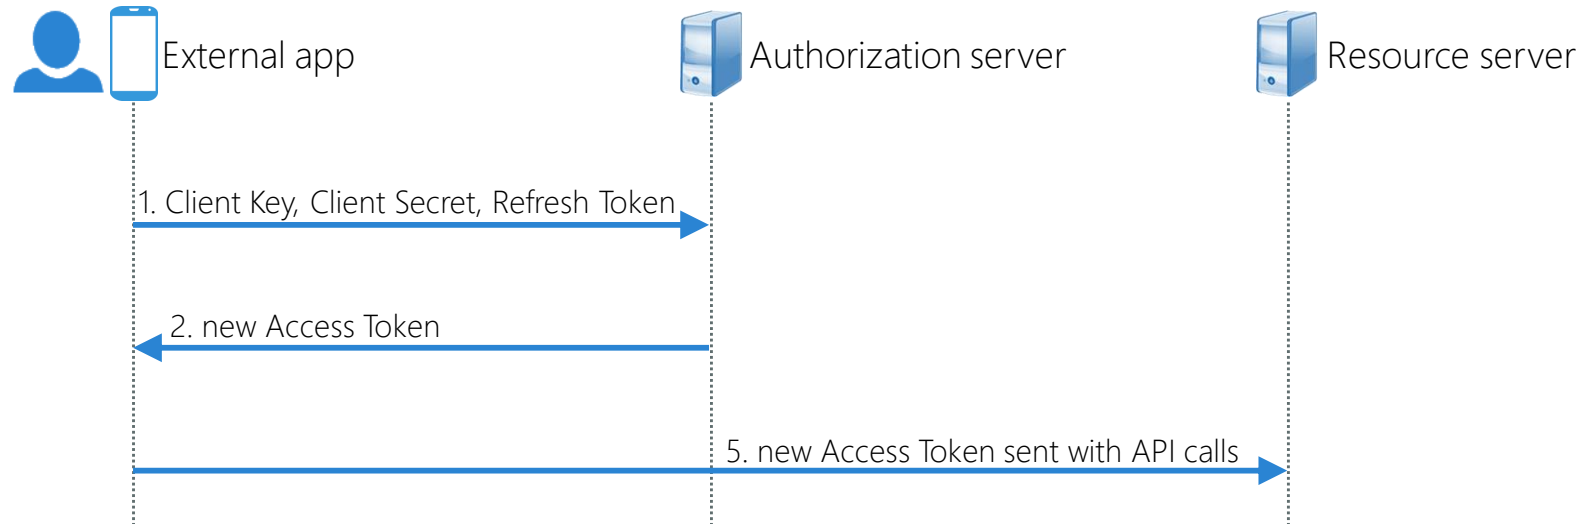 External app
Authorization server
Resource server
1. Client Key, Client Secret, Refresh Token
2. new Access Token
5. new Access Token sent with API calls